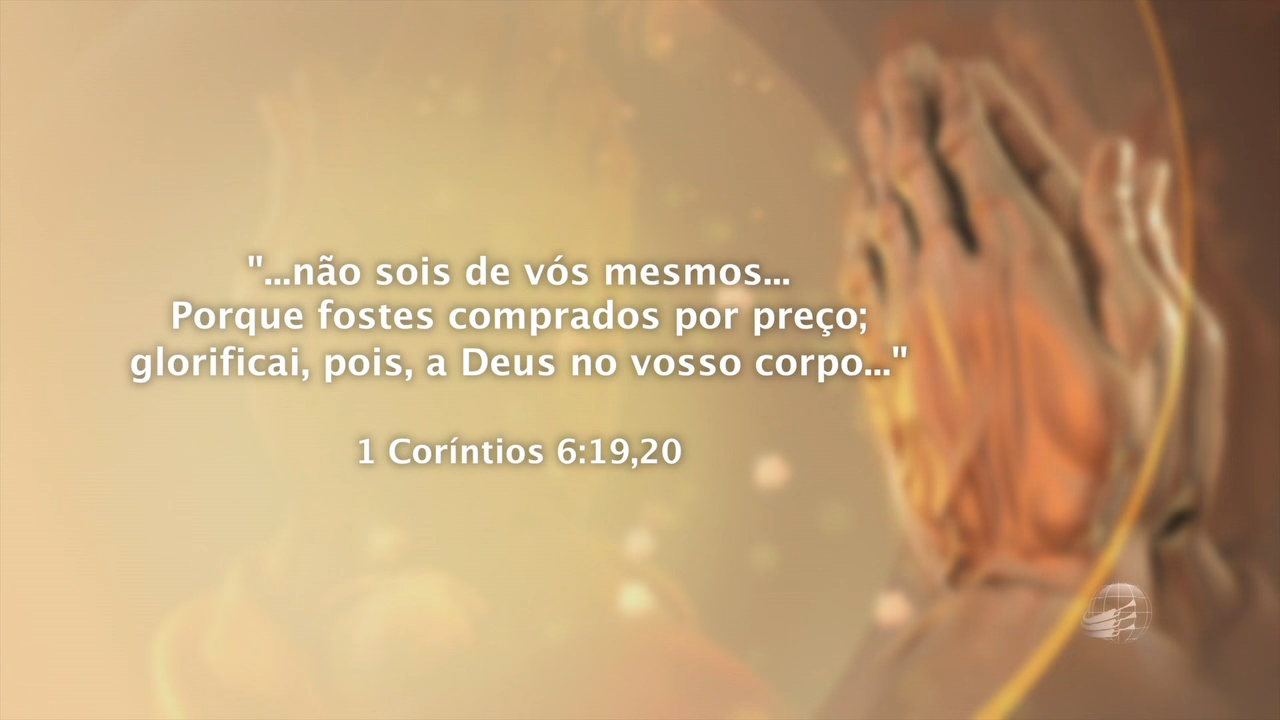 "...não sois de vós mesmos...
Porque fostes comprados por preço;
glorificai, pois, a Deus no vosso corpo..."
1 Coríntios 6:19,20